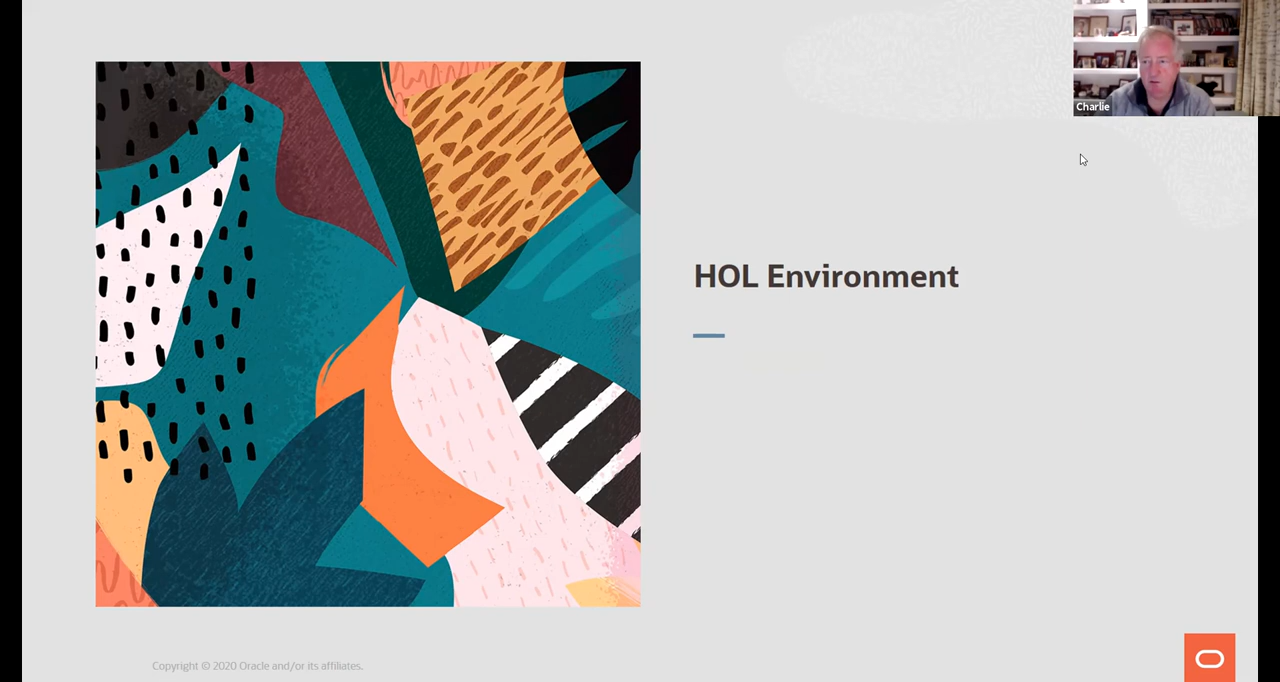 Charlie
HOL Environment
Copyright © 2020 Oracle and/or its affiliates.